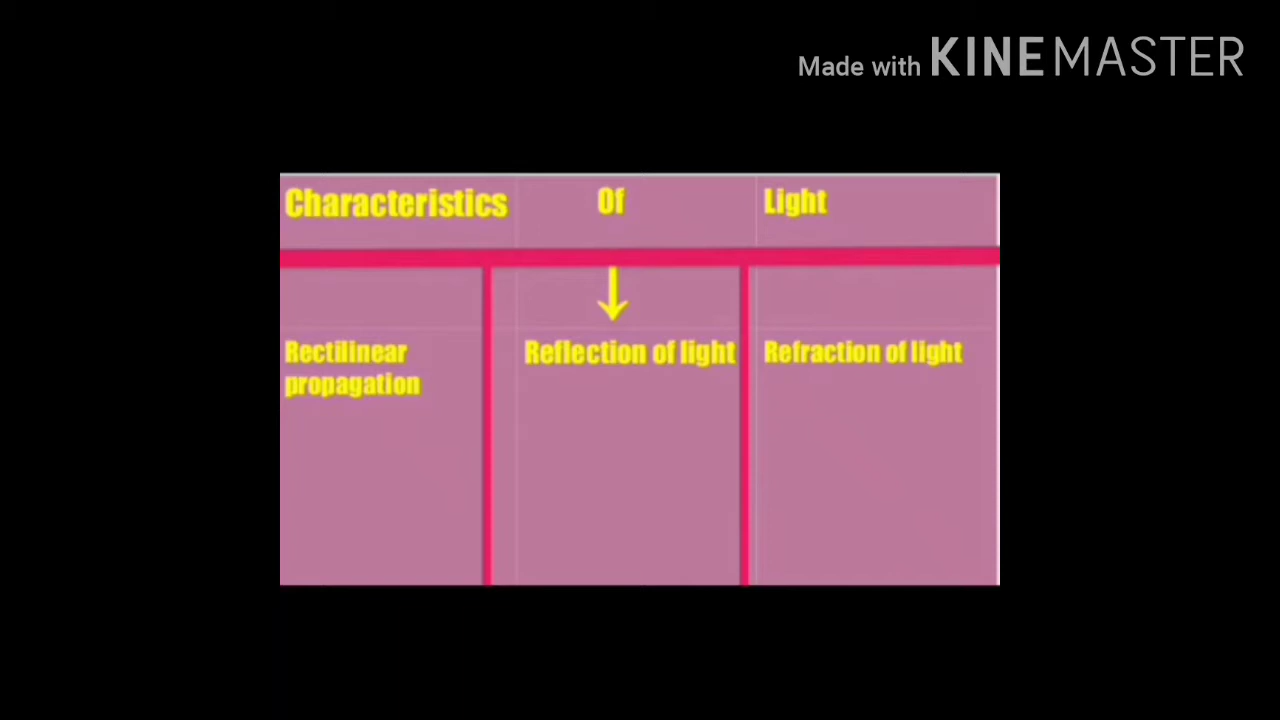 Made with KINEMASTER
Characteristics Of Light
Rectilinear
propagation
Reflection of light
Refraction of light